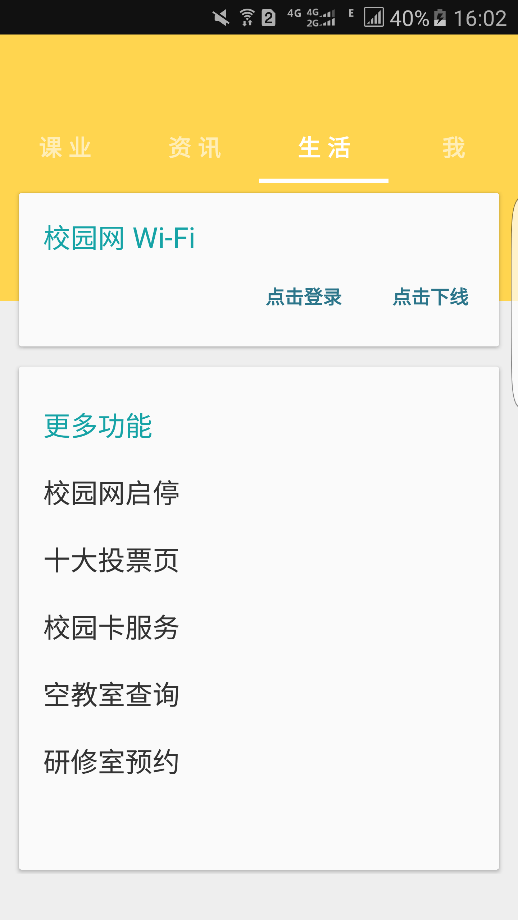 2 4G 4G 2G E 40% 16:02
课业 资讯 生活 我
校园网 Wi-Fi
点击登录 点击下线
更多功能
校园网启停
十大投票页
校园卡服务
空教室查询
研修室预约